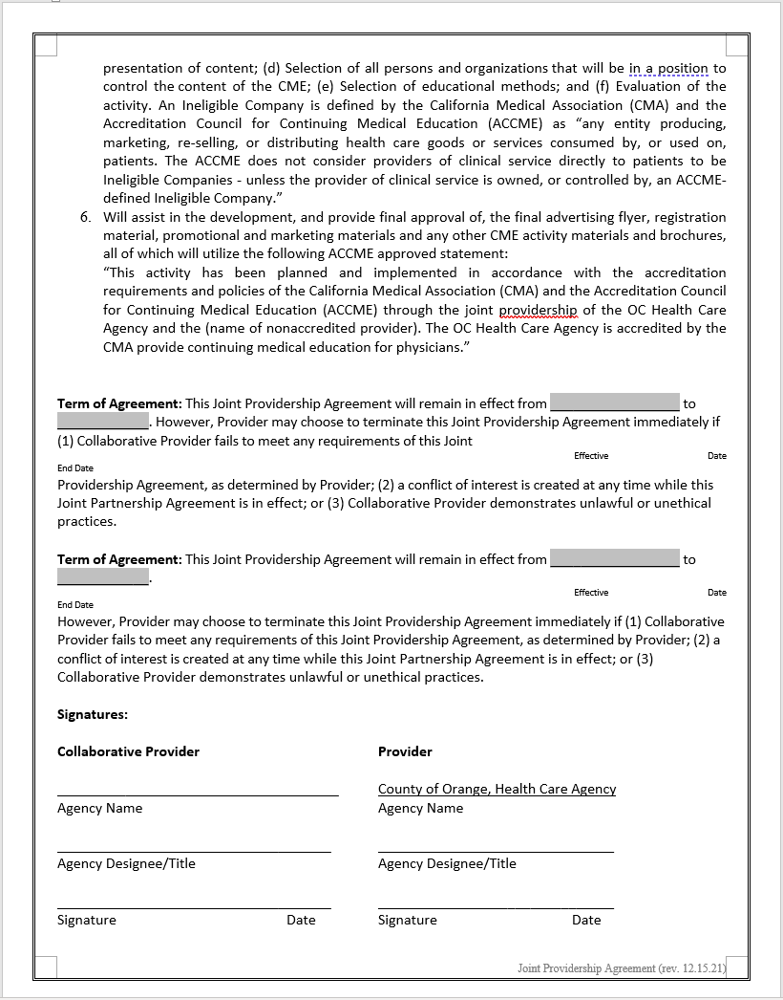 presentation of content; (d) Selection of all persons and organizations that will be in a position to
control the content of the CME; (e) Selection of educational methods; and (f) Evaluation of the
activity. An Ineligible Company is defined by the California Medical Association (CMA) and the
Accreditation Council for Continuing Medical Education (ACCME) as “any entity producing,
marketing, re-selling, or distributing health care goods or services consumed by, or used on,
patients. The ACCME does not consider providers of clinical service directly to patients to be
Ineligible Companies - unless the provider of clinical service is owned, or controlled by, an ACCME-
defined Ineligible Company.”
6. Will assist in the development, and provide final approval of, the final advertising flyer, registration
material, promotional and marketing materials and any other CME activity materials and brochures,
all of which will utilize the following ACCME approved statement:
“This activity has been planned and implemented in accordance with the accreditation
requirements and policies of the California Medical Association (CMA) and the Accreditation Council
for Continuing Medical Education (ACCME) through the joint providership of the OC Health Care
Agency and the (name of nonaccredited provider). The OC Health Care Agency is accredited by the
CMA provide continuing medical education for physicians.”
Term of Agreement: This Joint Providership Agreement will remain in effect from _________________ to
____________. However, Provider may choose to terminate this Joint Providership Agreement immediately if
(1) Collaborative Provider fails to meet any requirements of this Joint
Effective Date
End Date
Providership Agreement, as determined by Provider; (2) a conflict of interest is created at any time while this
Joint Partnership Agreement is in effect; or (3) Collaborative Provider demonstrates unlawful or unethical
practices.
Term of Agreement: This Joint Providership Agreement will remain in effect from _________________ to
____________.
Effective Date
End Date
However, Provider may choose to terminate this Joint Providership Agreement immediately if (1) Collaborative
Provider fails to meet any requirements of this Joint Providership Agreement, as determined by Provider; (2) a
conflict of interest is created at any time while this Joint Partnership Agreement is in effect; or (3)
Collaborative Provider demonstrates unlawful or unethical practices.
Signatures:
Collaborative Provider Provider
County of Orange, Health Care Agency
Agency Name Agency Name
Agency Designee/Title Agency Designee/Title
Signature Date Signature Date
Joint Providership Agreement (rev. 12.15.21)